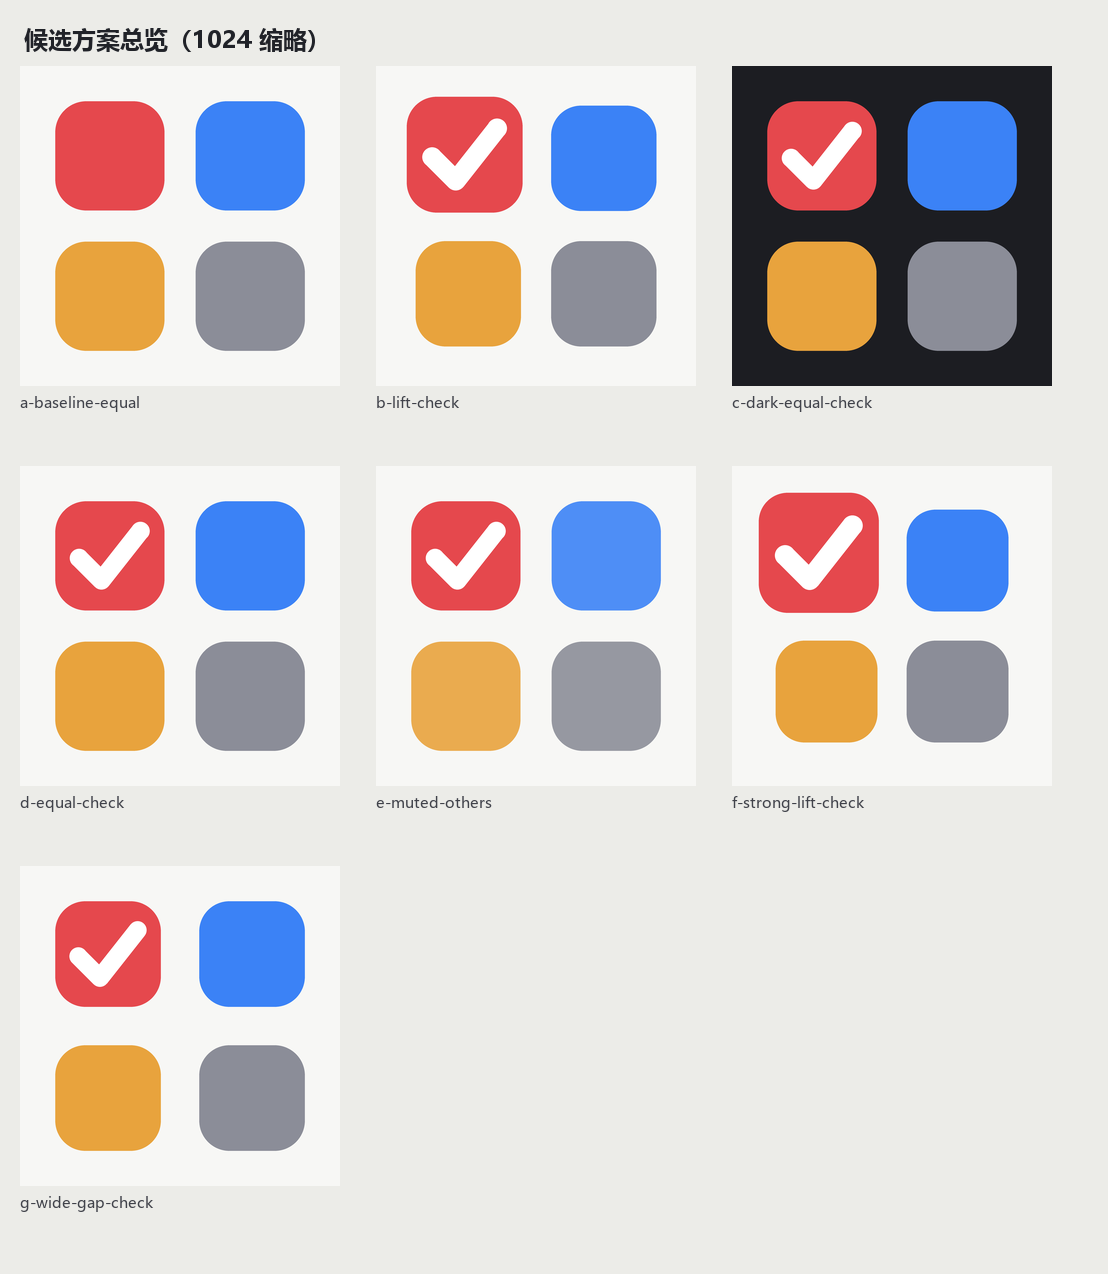 候选方案总览（1024 缩略）
a-baseline-equal
b-lift-check
c-dark-equal-check
d-equal-check
e-muted-others
f-strong-lift-check
g-wide-gap-check